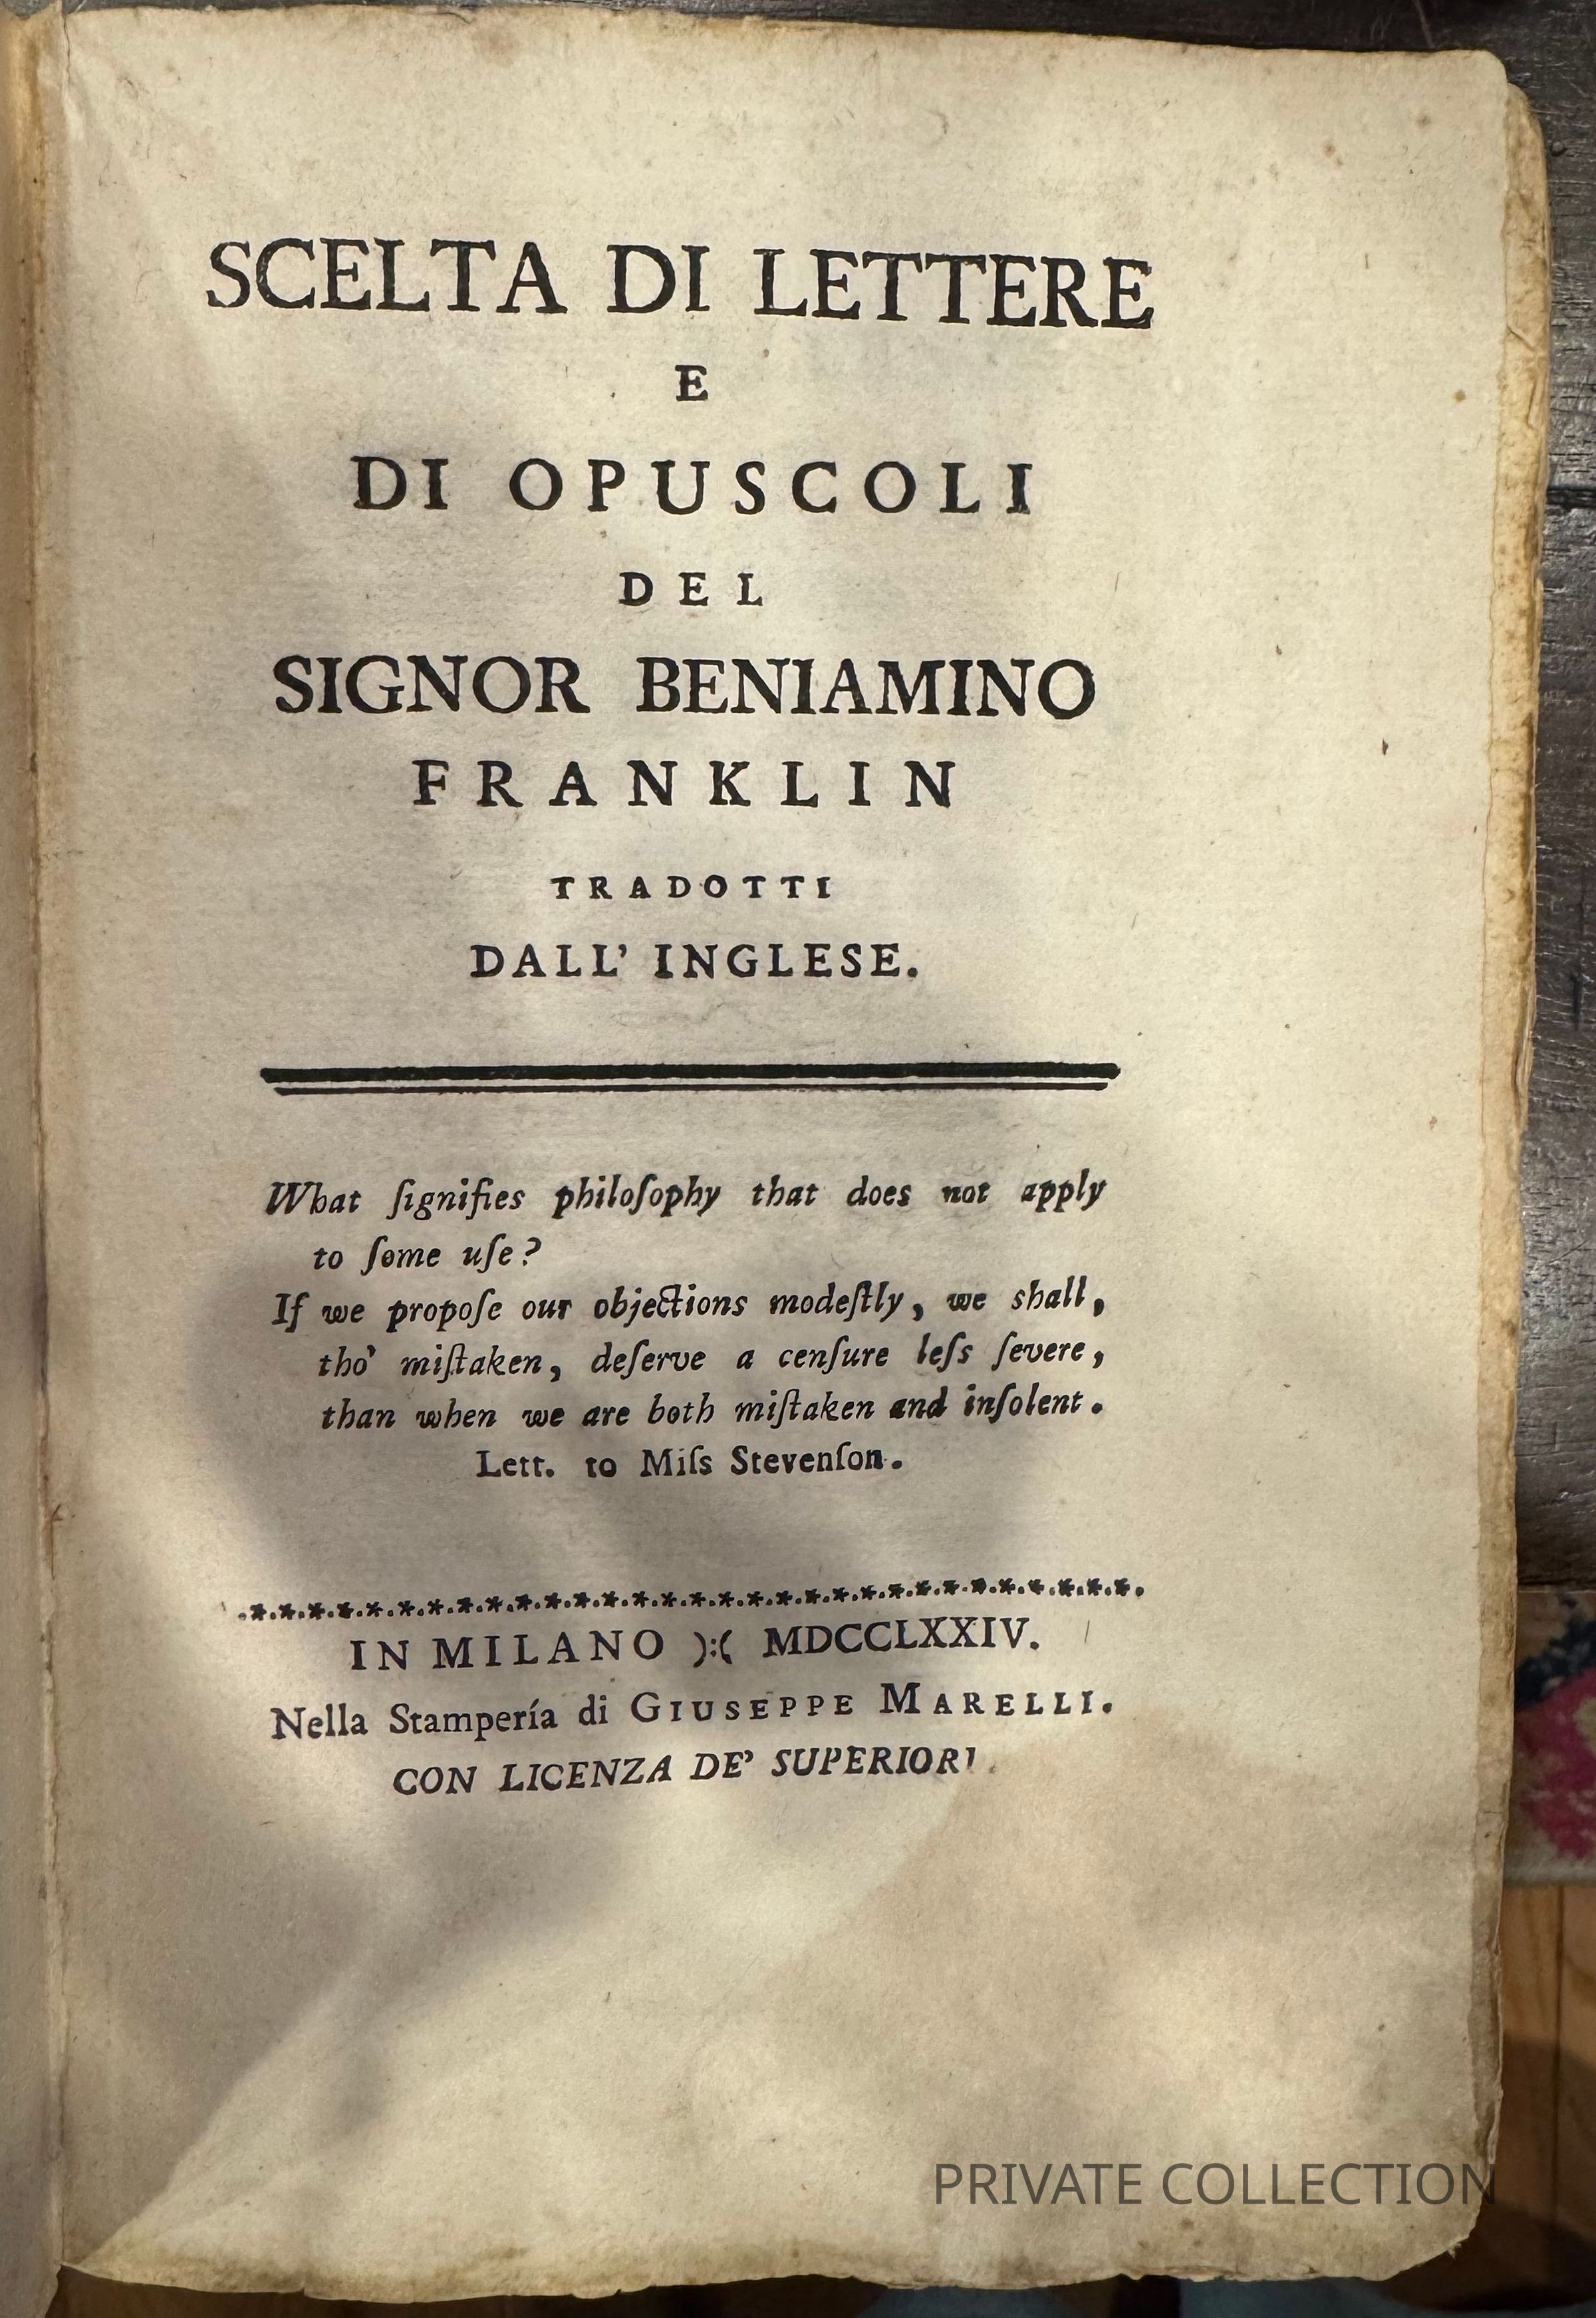 SCELTA DI LETTERE
E
DI OPUSCOLI
DEL
SIGNOR BENIAMINO
FRANKLIN
TRADOTTI
DALL' INGLESE.
What ſignifies philoſophy that does not apply
to ſome uſe?
If we propoſe our objections modeſtly, we shall,
tho' miſtaken, deſerve a cenſure leſs ſevere,
than when we are both miſtaken and inſolent.
Lett. to Miſs Stevenſon.
IN MILANO ):( MDCCLXXIV.
Nella Stampería di GIUSEPPE MARELLI.
CON LICENZA DE' SUPERIORI.
PRIVATE COLLECTION